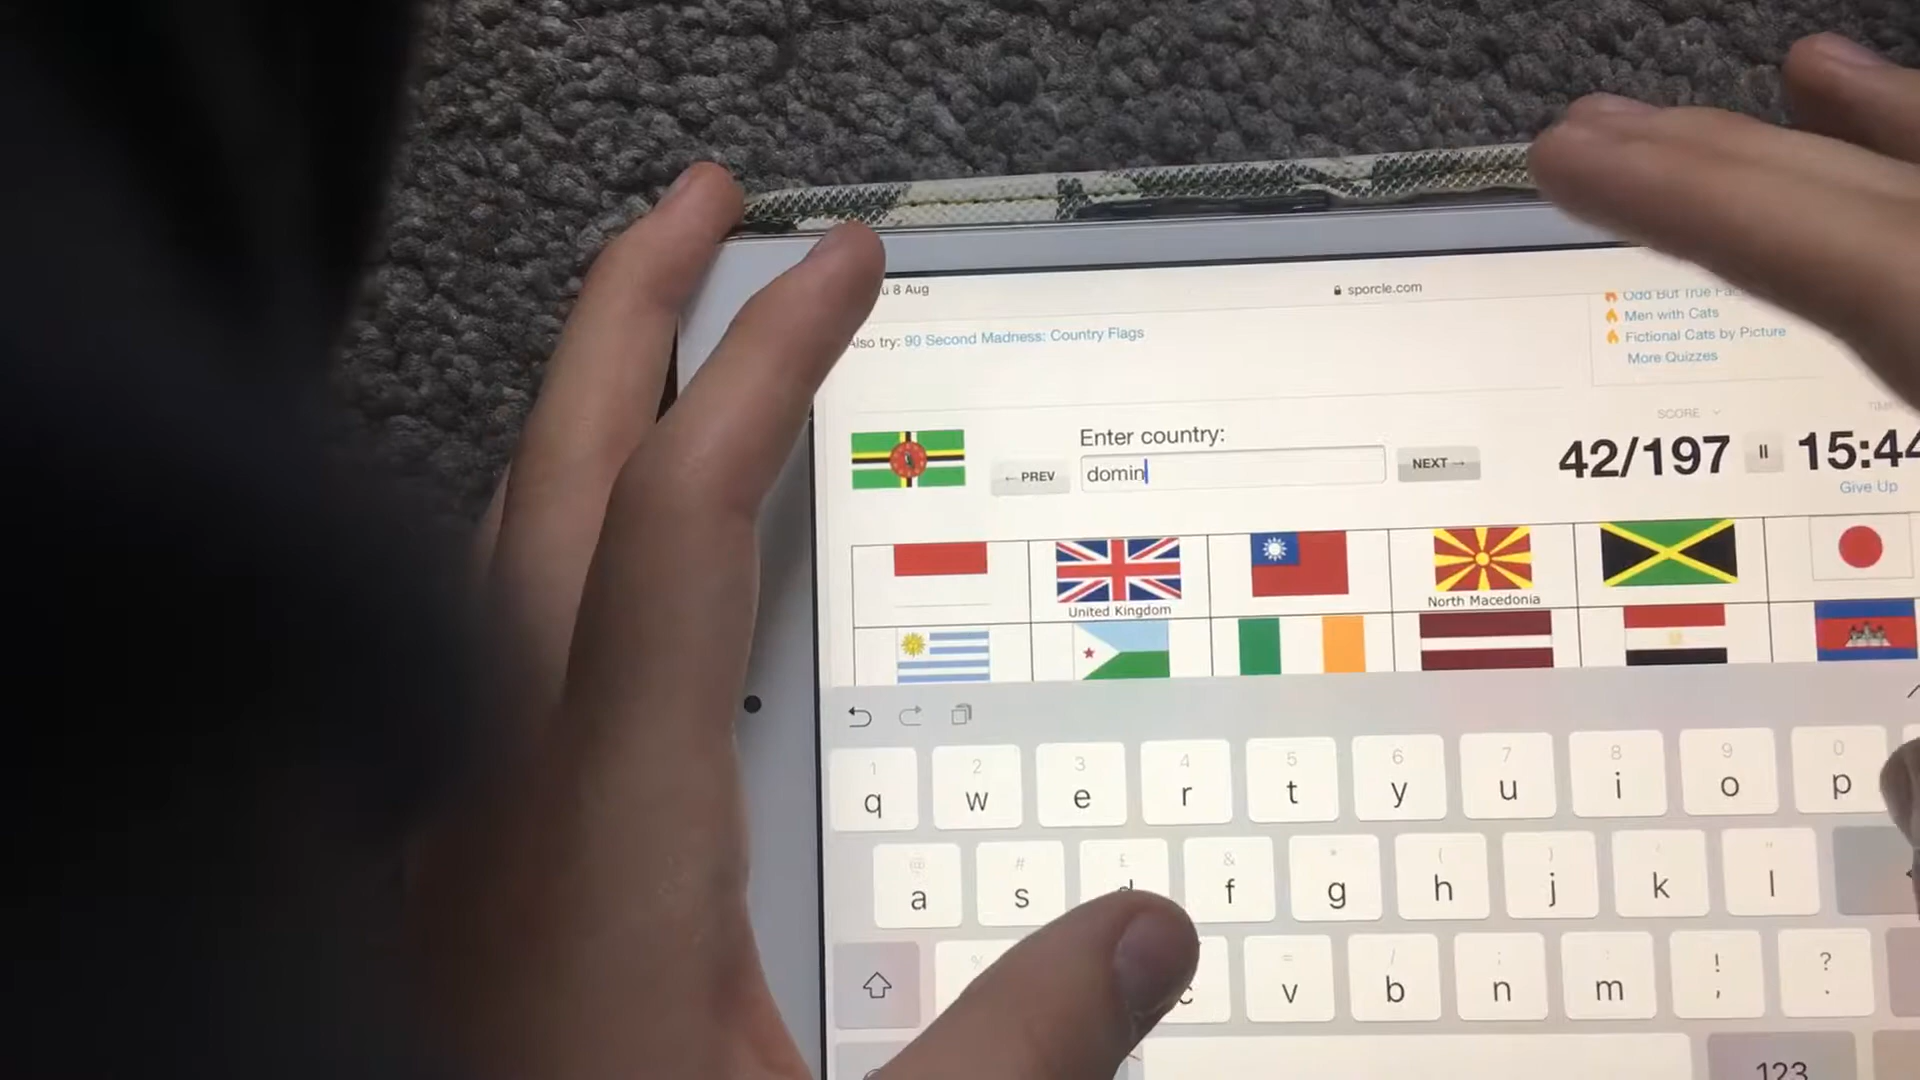 u 8 Aug
sporcle.com
Also try: 90 Second Madness: Country Flags
Odd But True
Men with Cats
Fictional Cats by Picture
More Quizzes
SCORE
Enter country:
← PREV
domin
NEXT →
42/197
15:44
Give Up
United Kingdom
North Macedonia
1 2 3 4 5 6 7 8 9 0
q w e r t y u i o p
@ # £ & * ( ) ' "
a s d f g h j k l
% = / ; : ! ?
c v b n m , .
123